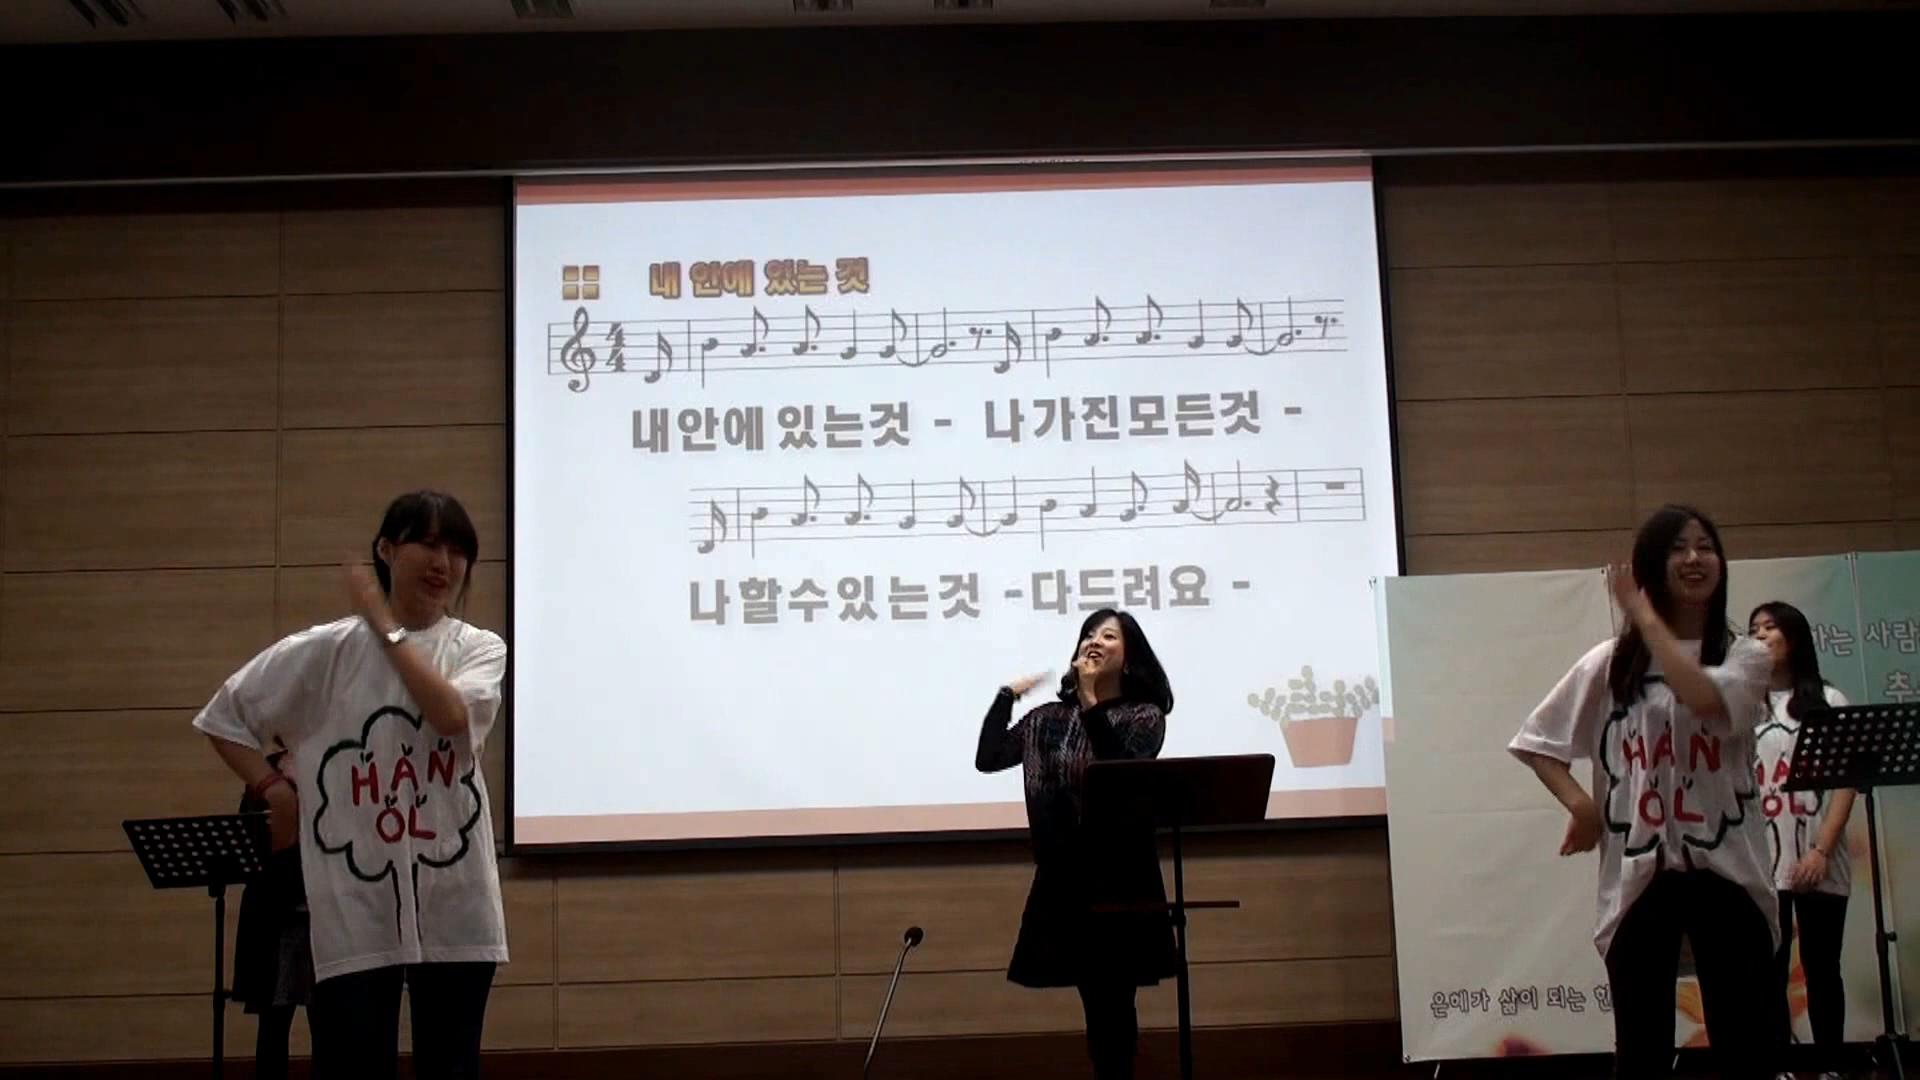 내 안에 있는 것
내안에 있는것 - 나가진모든것 -
나할수있는것 -다드려요 -
HAN
OL
HAN
OL
HA
OL
하는 사람
은혜가 삶이 되는 한